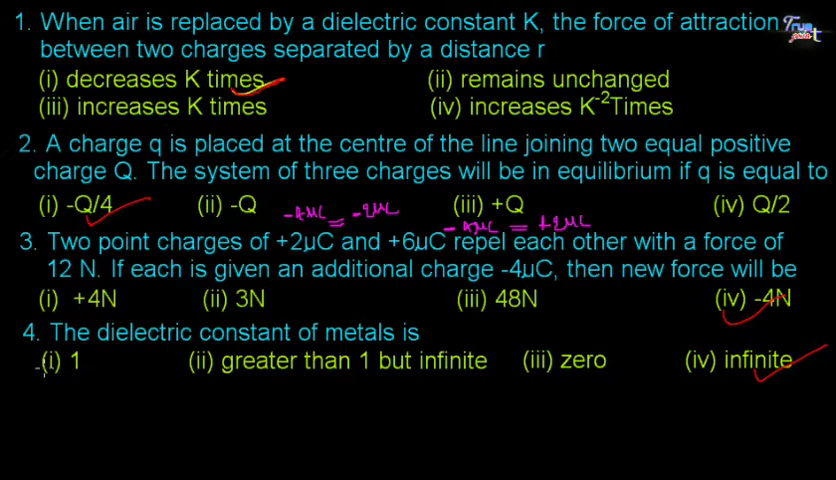 1. When air is replaced by a dielectric constant K, the force of attraction
between two charges separated by a distance r
(i) decreases K times (ii) remains unchanged
(iii) increases K times (iv) increases K⁻²Times
2. A charge q is placed at the centre of the line joining two equal positive
charge Q. The system of three charges will be in equilibrium if q is equal to
(i) -Q/4 (ii) -Q (iii) +Q (iv) Q/2
-4μC = -2μC
-4μC = +2μC
3. Two point charges of +2μC and +6μC repel each other with a force of
12 N. If each is given an additional charge -4μC, then new force will be
(i) +4N (ii) 3N (iii) 48N (iv) -4N
4. The dielectric constant of metals is
(i) 1 (ii) greater than 1 but infinite (iii) zero (iv) infinite